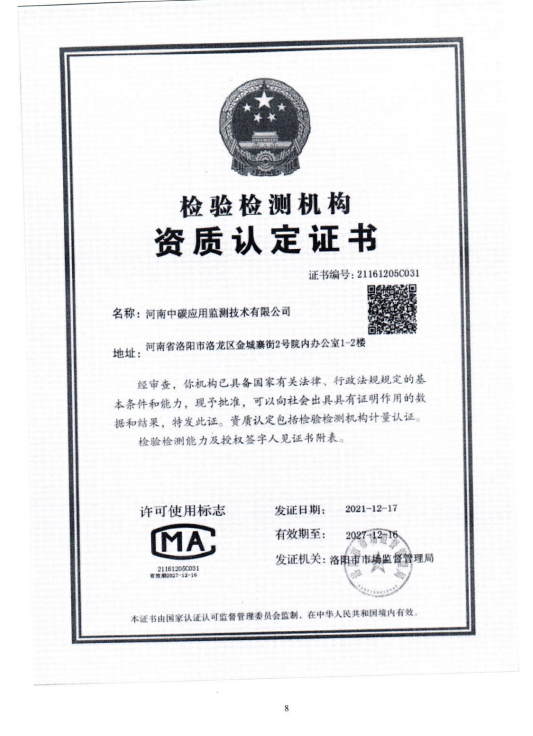 检验检测机构
资质认定证书
证书编号：21161205C031
名称：河南中碳应用监测技术有限公司
地址：河南省洛阳市洛龙区金城寨街2号院内办公室1-2楼
经审查，你机构已具备国家有关法律、行政法规规定的基
本条件和能力，现予批准，可以向社会出具具有证明作用的数
据和结果，特发此证。资质认定包括检验检测机构计量认证。
检验检测能力及授权签字人见证书附表。
许可使用标志
MA
21161205C031
有效期2027-12-16
发证日期：2021-12-17
有效期至：2027-12-16
发证机关：洛阳市市场监督管理局
本证书由国家认证认可监督管理委员会监制，在中华人民共和国境内有效。
8